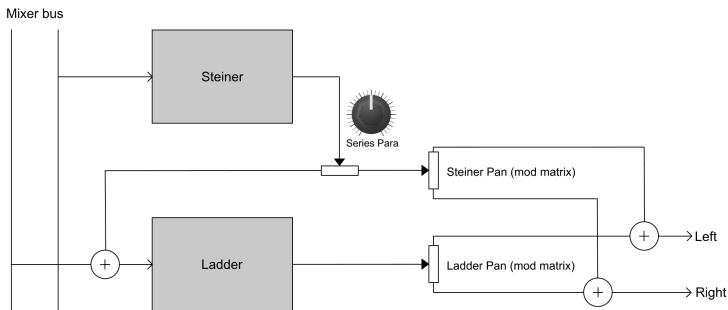 Mixer bus
Steiner
Series Para
Steiner Pan (mod matrix)
Left
Ladder
Ladder Pan (mod matrix)
Right